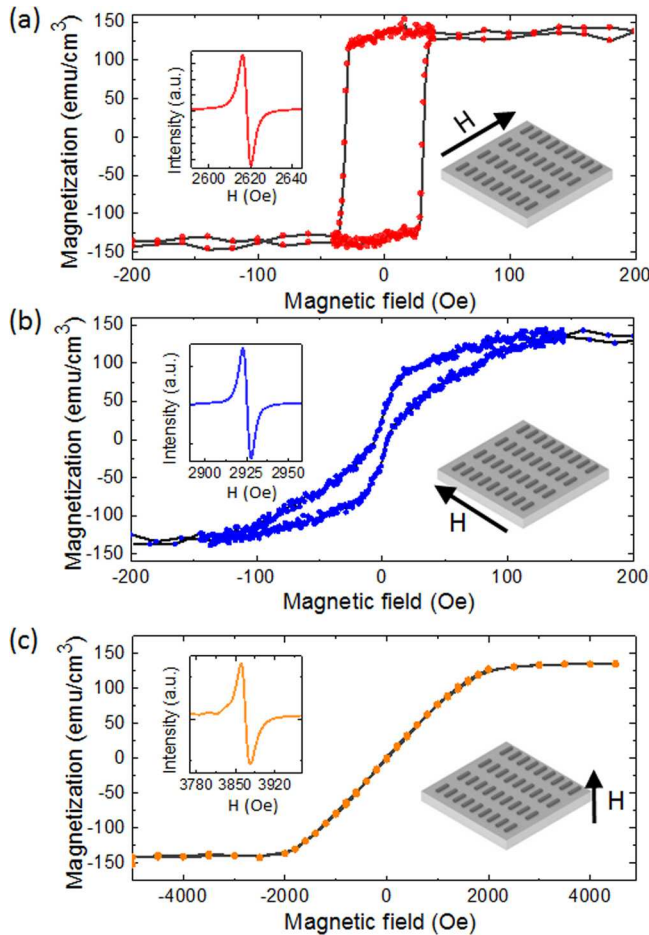 (a)
Magnetization (emu/cm³)
150
100
50
0
-50
-100
-150
Intensity (a.u.)
2600 2620 2640
H (Oe)
H
-200 -100 0 100 200
Magnetic field (Oe)
(b)
Magnetization (emu/cm³)
150
100
50
0
-50
-100
-150
Intensity (a.u.)
2900 2925 2950
H (Oe)
H
-200 -100 0 100 200
Magnetic field (Oe)
(c)
Magnetization (emu/cm³)
150
100
50
0
-50
-100
-150
Intensity (a.u.)
3780 3850 3920
H (Oe)
H
-4000 -2000 0 2000 4000
Magnetic field (Oe)